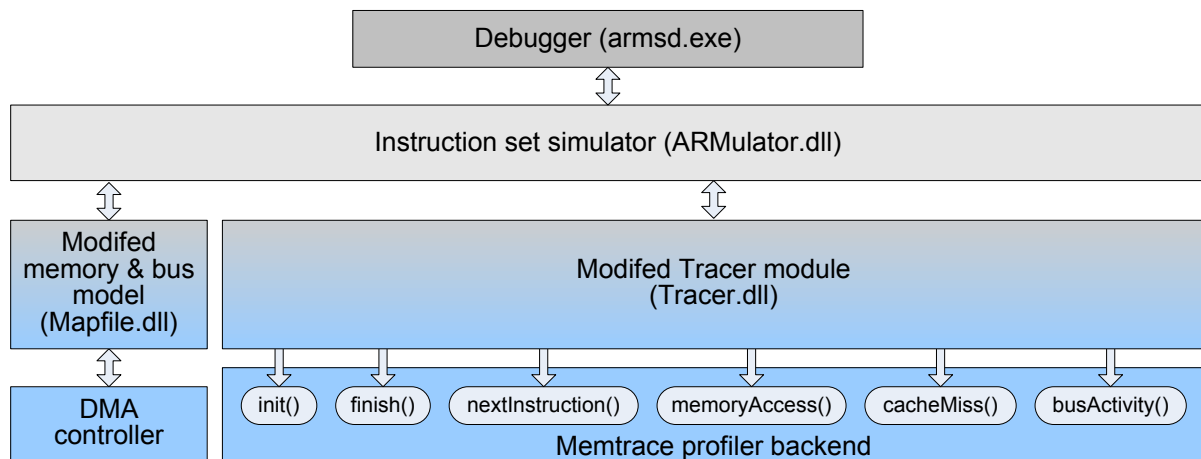 Debugger (armsd.exe)
Instruction set simulator (ARMulator.dll)
Modifed
memory & bus
model
(Mapfile.dll)
Modifed Tracer module
(Tracer.dll)
DMA
controller
init()
finish()
nextInstruction()
memoryAccess()
cacheMiss()
busActivity()
Memtrace profiler backend